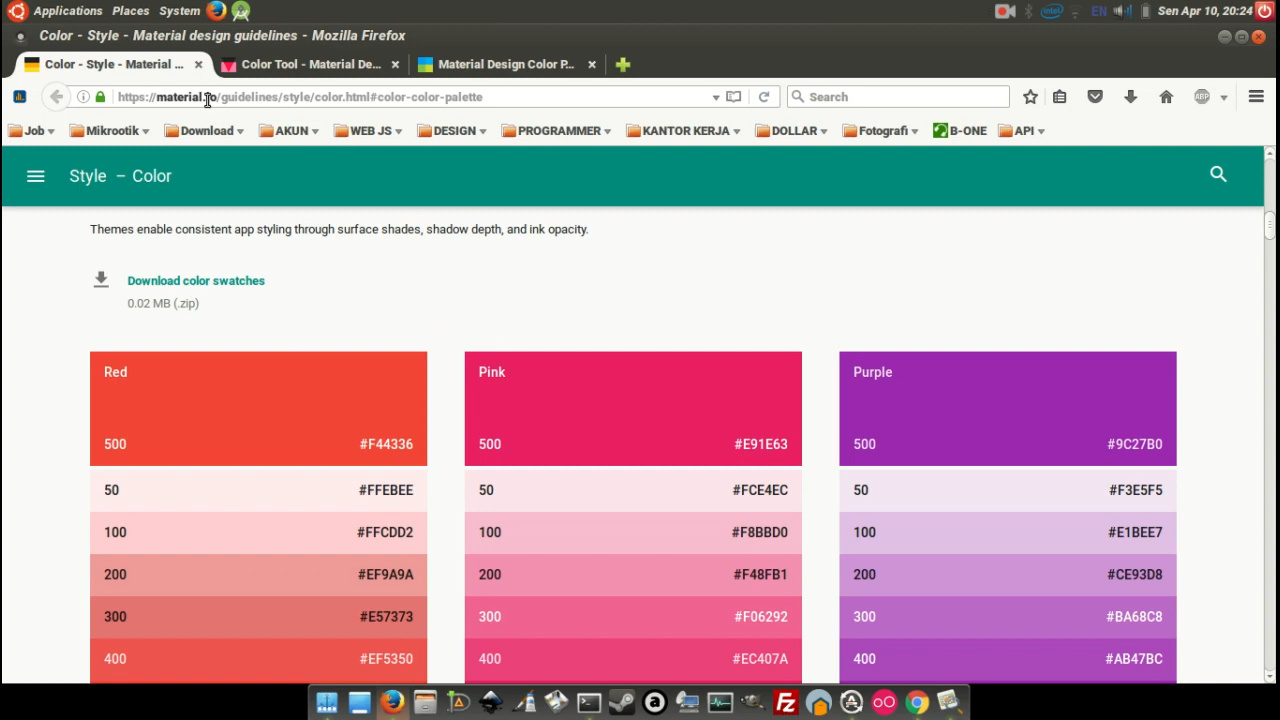 Applications Places System
EN Sen Apr 10, 20:24
Color - Style - Material design guidelines - Mozilla Firefox
Color - Style - Material ...
Color Tool - Material De...
Material Design Color P...
https://material.io/guidelines/style/color.html#color-color-palette
Search
ABP
Job Mikrootik Download AKUN WEB JS DESIGN PROGRAMMER KANTOR KERJA DOLLAR Fotografi B-ONE API
Style – Color
Themes enable consistent app styling through surface shades, shadow depth, and ink opacity.
Download color swatches
0.02 MB (.zip)
Red
500 #F44336
50 #FFEBEE
100 #FFCDD2
200 #EF9A9A
300 #E57373
400 #EF5350
Pink
500 #E91E63
50 #FCE4EC
100 #F8BBD0
200 #F48FB1
300 #F06292
400 #EC407A
Purple
500 #9C27B0
50 #F3E5F5
100 #E1BEE7
200 #CE93D8
300 #BA68C8
400 #AB47BC